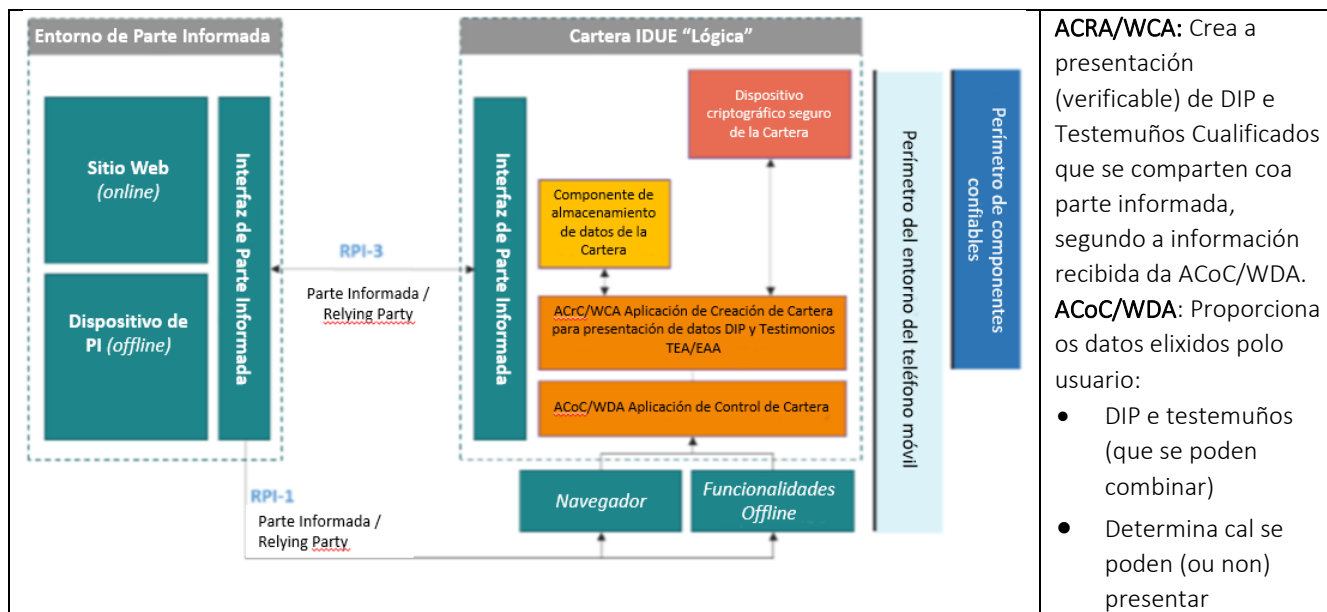 Entorno de Parte Informada
Sitio Web
(online)
Dispositivo de
PI (offline)
Interfaz de Parte Informada
RPI-3
Parte Informada /
Relying Party
RPI-1
Parte Informada /
Relying Party
Cartera IDUE “Lógica”
Interfaz de Parte Informada
Dispositivo
criptográfico seguro
de la Cartera
Componente de
almacenamiento
de datos de la
Cartera
ACrC/WCA Aplicación de Creación de Cartera
para presentación de datos DIP y Testimonios
TEA/EAA
ACoC/WDA Aplicación de Control de Cartera
Navegador
Funcionalidades
Offline
Perímetro del entorno del teléfono móvil
Perímetro de componentes
confiables
ACRA/WCA: Crea a
presentación
(verificable) de DIP e
Testemuños Cualificados
que se comparten coa
parte informada,
segundo a información
recibida da ACoC/WDA.
ACoC/WDA: Proporciona
os datos elixidos polo
usuario:
• DIP e testemuños
(que se poden
combinar)
• Determina cal se
poden (ou non)
presentar